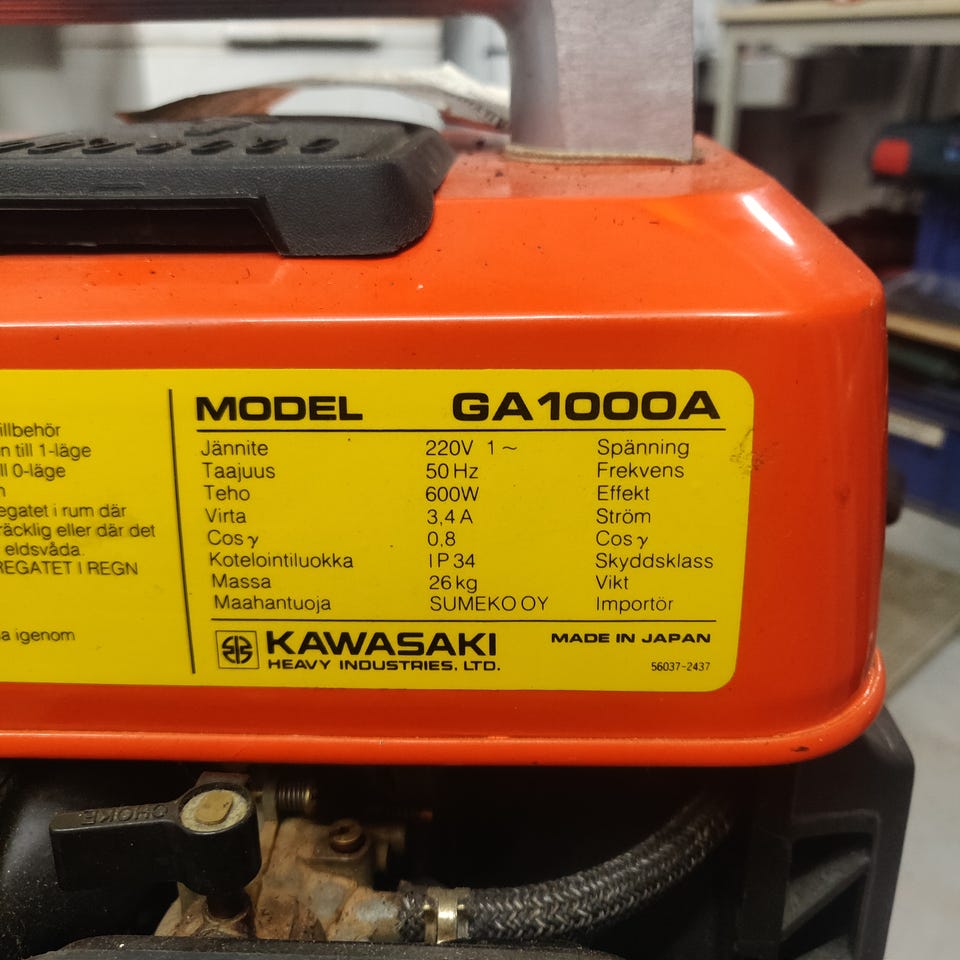 illbehör
n till 1-läge
ll 0-läge
n
egatet i rum där
räcklig eller där det
eldsvåda.
REGATET I REGN
a igenom
MODEL GA1000A
Jännite 220V 1~ Spänning
Taajuus 50 Hz Frekvens
Teho 600W Effekt
Virta 3,4 A Ström
Cos γ 0,8 Cos γ
Kotelointiluokka IP 34 Skyddsklass
Massa 26 kg Vikt
Maahantuoja SUMEKO OY Importör
KAWASAKI MADE IN JAPAN
HEAVY INDUSTRIES, LTD. 56037-2437
CHOKE